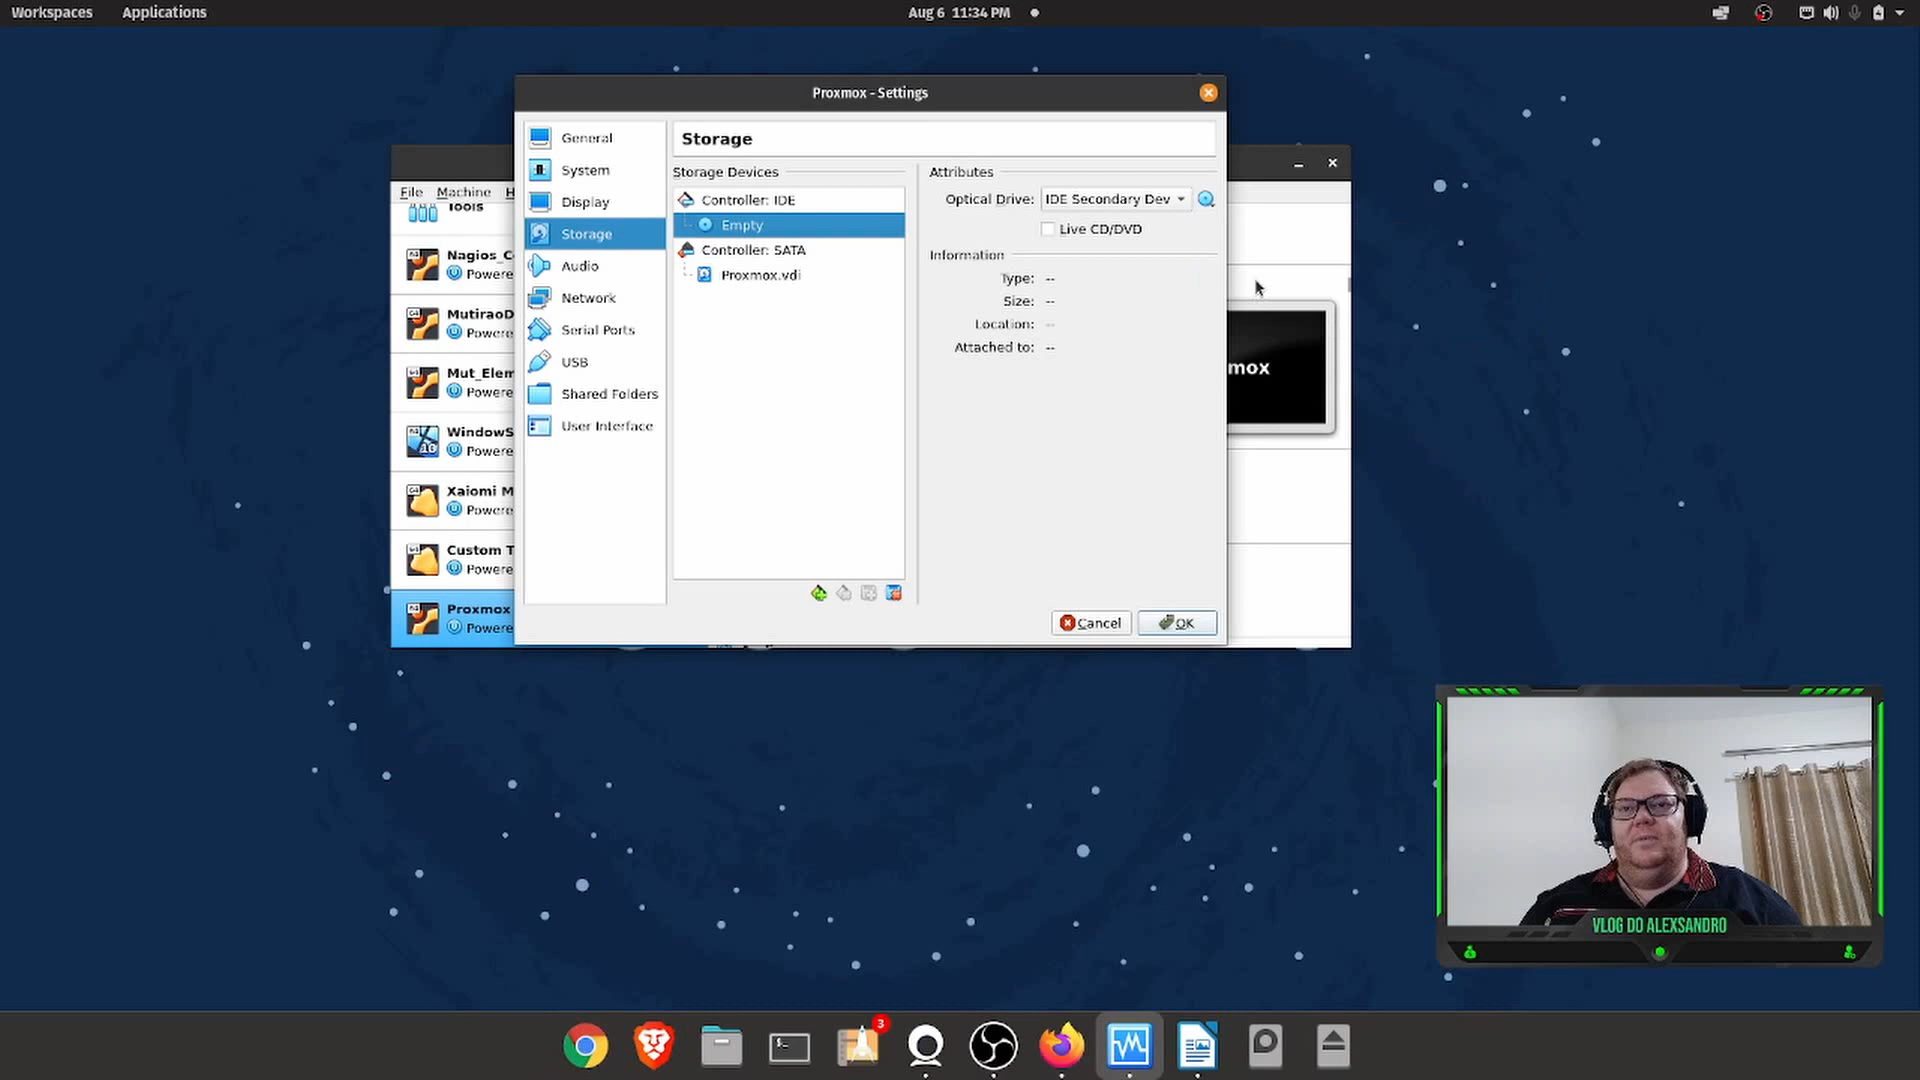 Workspaces Applications Aug 6 11:34 PM
Proxmox - Settings
File Machine H
Tools
Nagios_C
Powere
MutiraoD
Powere
Mut_Elem
Powere
WindowS
Powere
Xaiomi M
Powere
Custom T
Powere
Proxmox
Powere
General
System
Display
Storage
Audio
Network
Serial Ports
USB
Shared Folders
User Interface
Storage
Storage Devices
Controller: IDE
Empty
Controller: SATA
Proxmox.vdi
Attributes
Optical Drive: IDE Secondary Dev
Live CD/DVD
Information
Type: --
Size: --
Location: --
Attached to: --
Cancel OK
mox
VLOG DO ALEXSANDRO
3